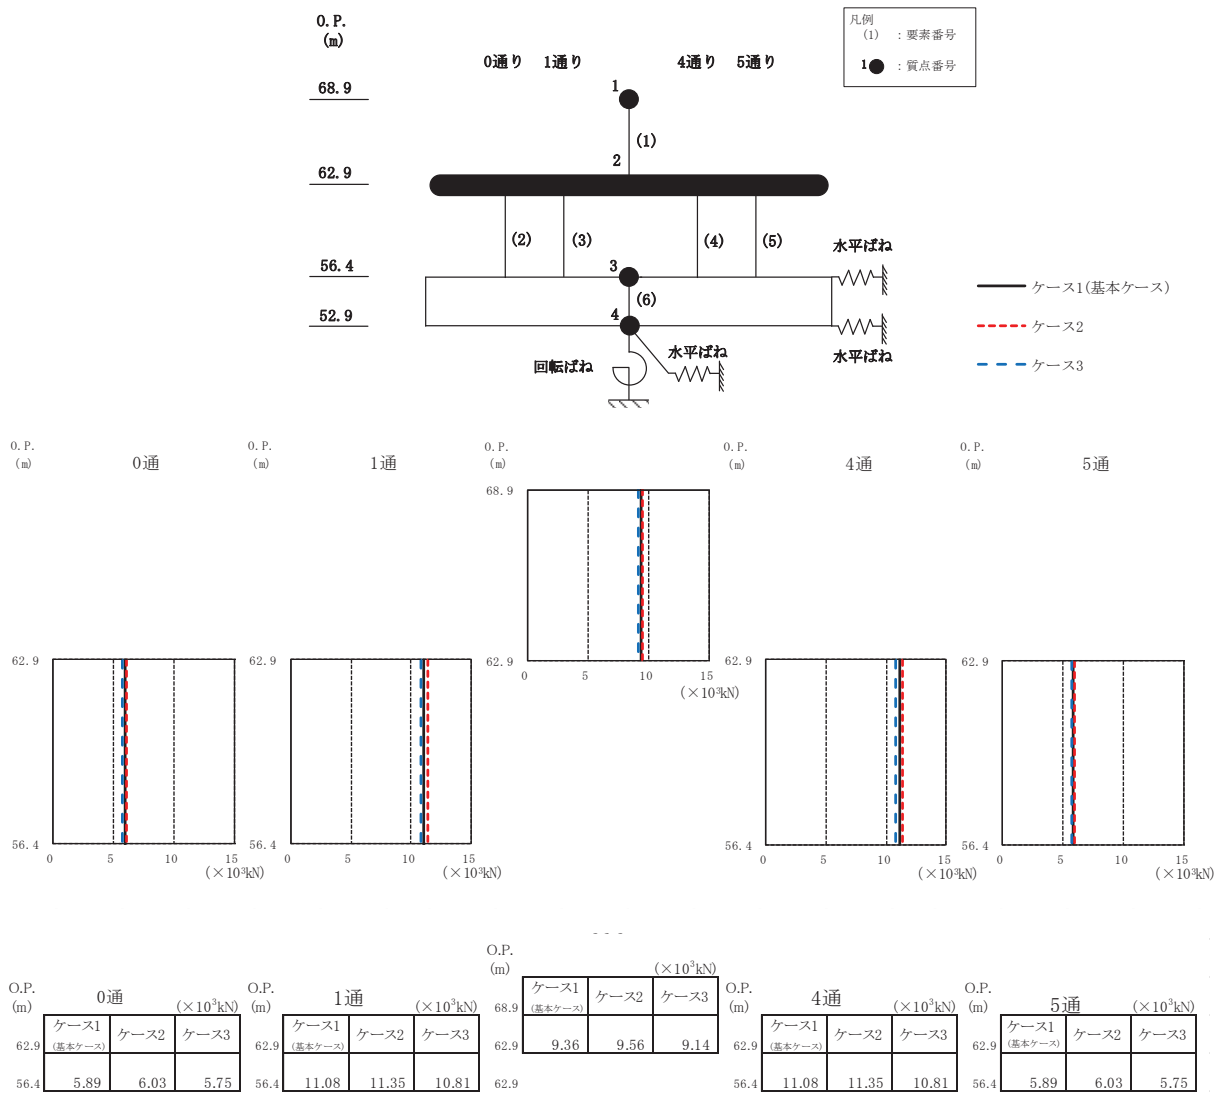 O.P.
(m)
0通り 1通り 4通り 5通り
凡例
(1) : 要素番号
1 : 質点番号
68.9
1
(1)
2
62.9
(2) (3) (4) (5)
水平ばね
56.4
3
(6)
52.9
4
水平ばね
水平ばね
回転ばね
ケース1(基本ケース)
ケース2
ケース3
O.P.
(m)
0通
62.9
56.4
0 5 10 15
(×10³kN)
O.P.
(m)
1通
62.9
56.4
0 5 10 15
(×10³kN)
O.P.
(m)
68.9
62.9
0 5 10 15
(×10³kN)
O.P.
(m)
4通
62.9
56.4
0 5 10 15
(×10³kN)
O.P.
(m)
5通
62.9
56.4
0 5 10 15
(×10³kN)
O.P.
(m) 0通 (×10³kN)
ケース1
(基本ケース) ケース2 ケース3
62.9
56.4 5.89 6.03 5.75
O.P.
(m) 1通 (×10³kN)
ケース1
(基本ケース) ケース2 ケース3
62.9
56.4 11.08 11.35 10.81
O.P.
(m) (×10³kN)
ケース1
(基本ケース) ケース2 ケース3
68.9
62.9 9.36 9.56 9.14
62.9
O.P.
(m) 4通 (×10³kN)
ケース1
(基本ケース) ケース2 ケース3
62.9
56.4 11.08 11.35 10.81
O.P.
(m) 5通 (×10³kN)
ケース1
(基本ケース) ケース2 ケース3
62.9
56.4 5.89 6.03 5.75